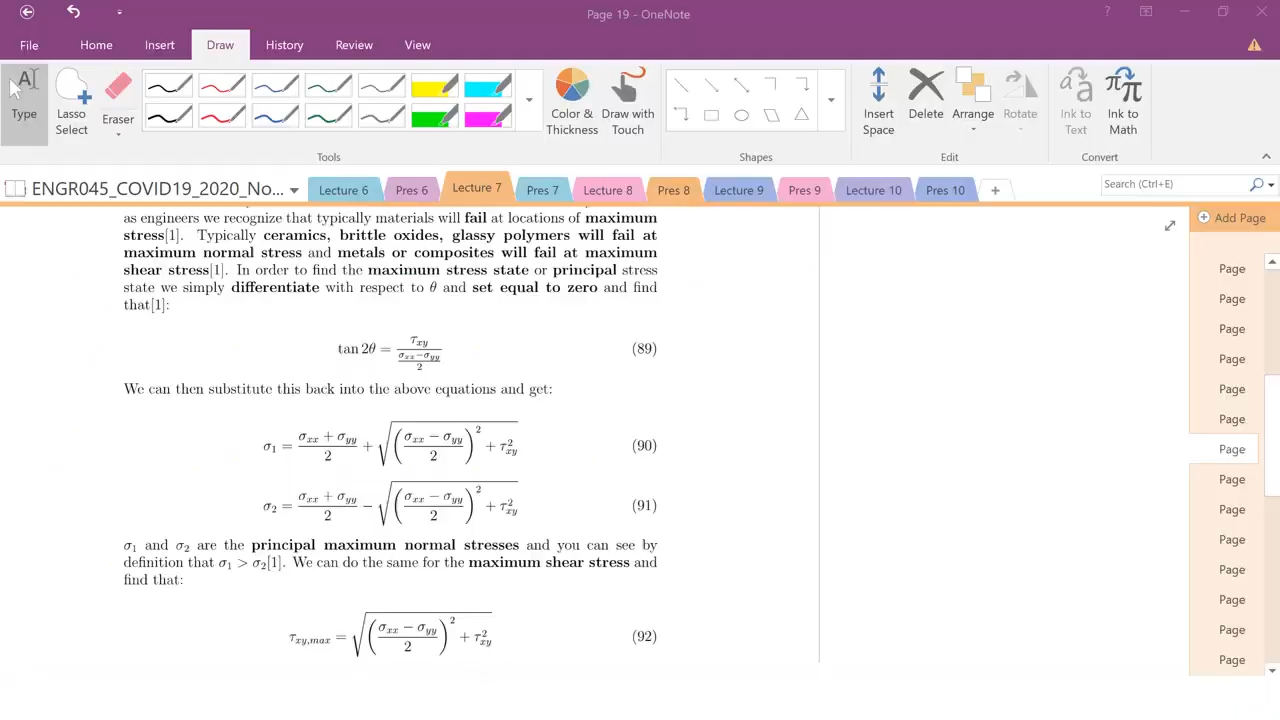 Page 19 - OneNote
?
File Home Insert Draw History Review View
Type
Lasso Select
Eraser
Color & Thickness
Draw with Touch
Insert Space
Delete
Arrange
Rotate
Ink to Text
Ink to Math
Tools
Shapes
Edit
Convert
ENGR045_COVID19_2020_No...
Lecture 6 Pres 6 Lecture 7 Pres 7 Lecture 8 Pres 8 Lecture 9 Pres 9 Lecture 10 Pres 10 +
Search (Ctrl+E)
Add Page
as engineers we recognize that typically materials will fail at locations of maximum
stress[1]. Typically ceramics, brittle oxides, glassy polymers will fail at
maximum normal stress and metals or composites will fail at maximum
shear stress[1]. In order to find the maximum stress state or principal stress
state we simply differentiate with respect to θ and set equal to zero and find
that[1]:
tan 2θ = τxy / ((σxx − σyy) / 2) (89)
We can then substitute this back into the above equations and get:
σ1 = (σxx + σyy) / 2 + √(((σxx − σyy) / 2)² + τ²xy) (90)
σ2 = (σxx + σyy) / 2 − √(((σxx − σyy) / 2)² + τ²xy) (91)
σ1 and σ2 are the principal maximum normal stresses and you can see by
definition that σ1 > σ2[1]. We can do the same for the maximum shear stress and
find that:
τxy,max = √(((σxx − σyy) / 2)² + τ²xy) (92)
Page
Page
Page
Page
Page
Page
Page
Page
Page
Page
Page
Page
Page
Page